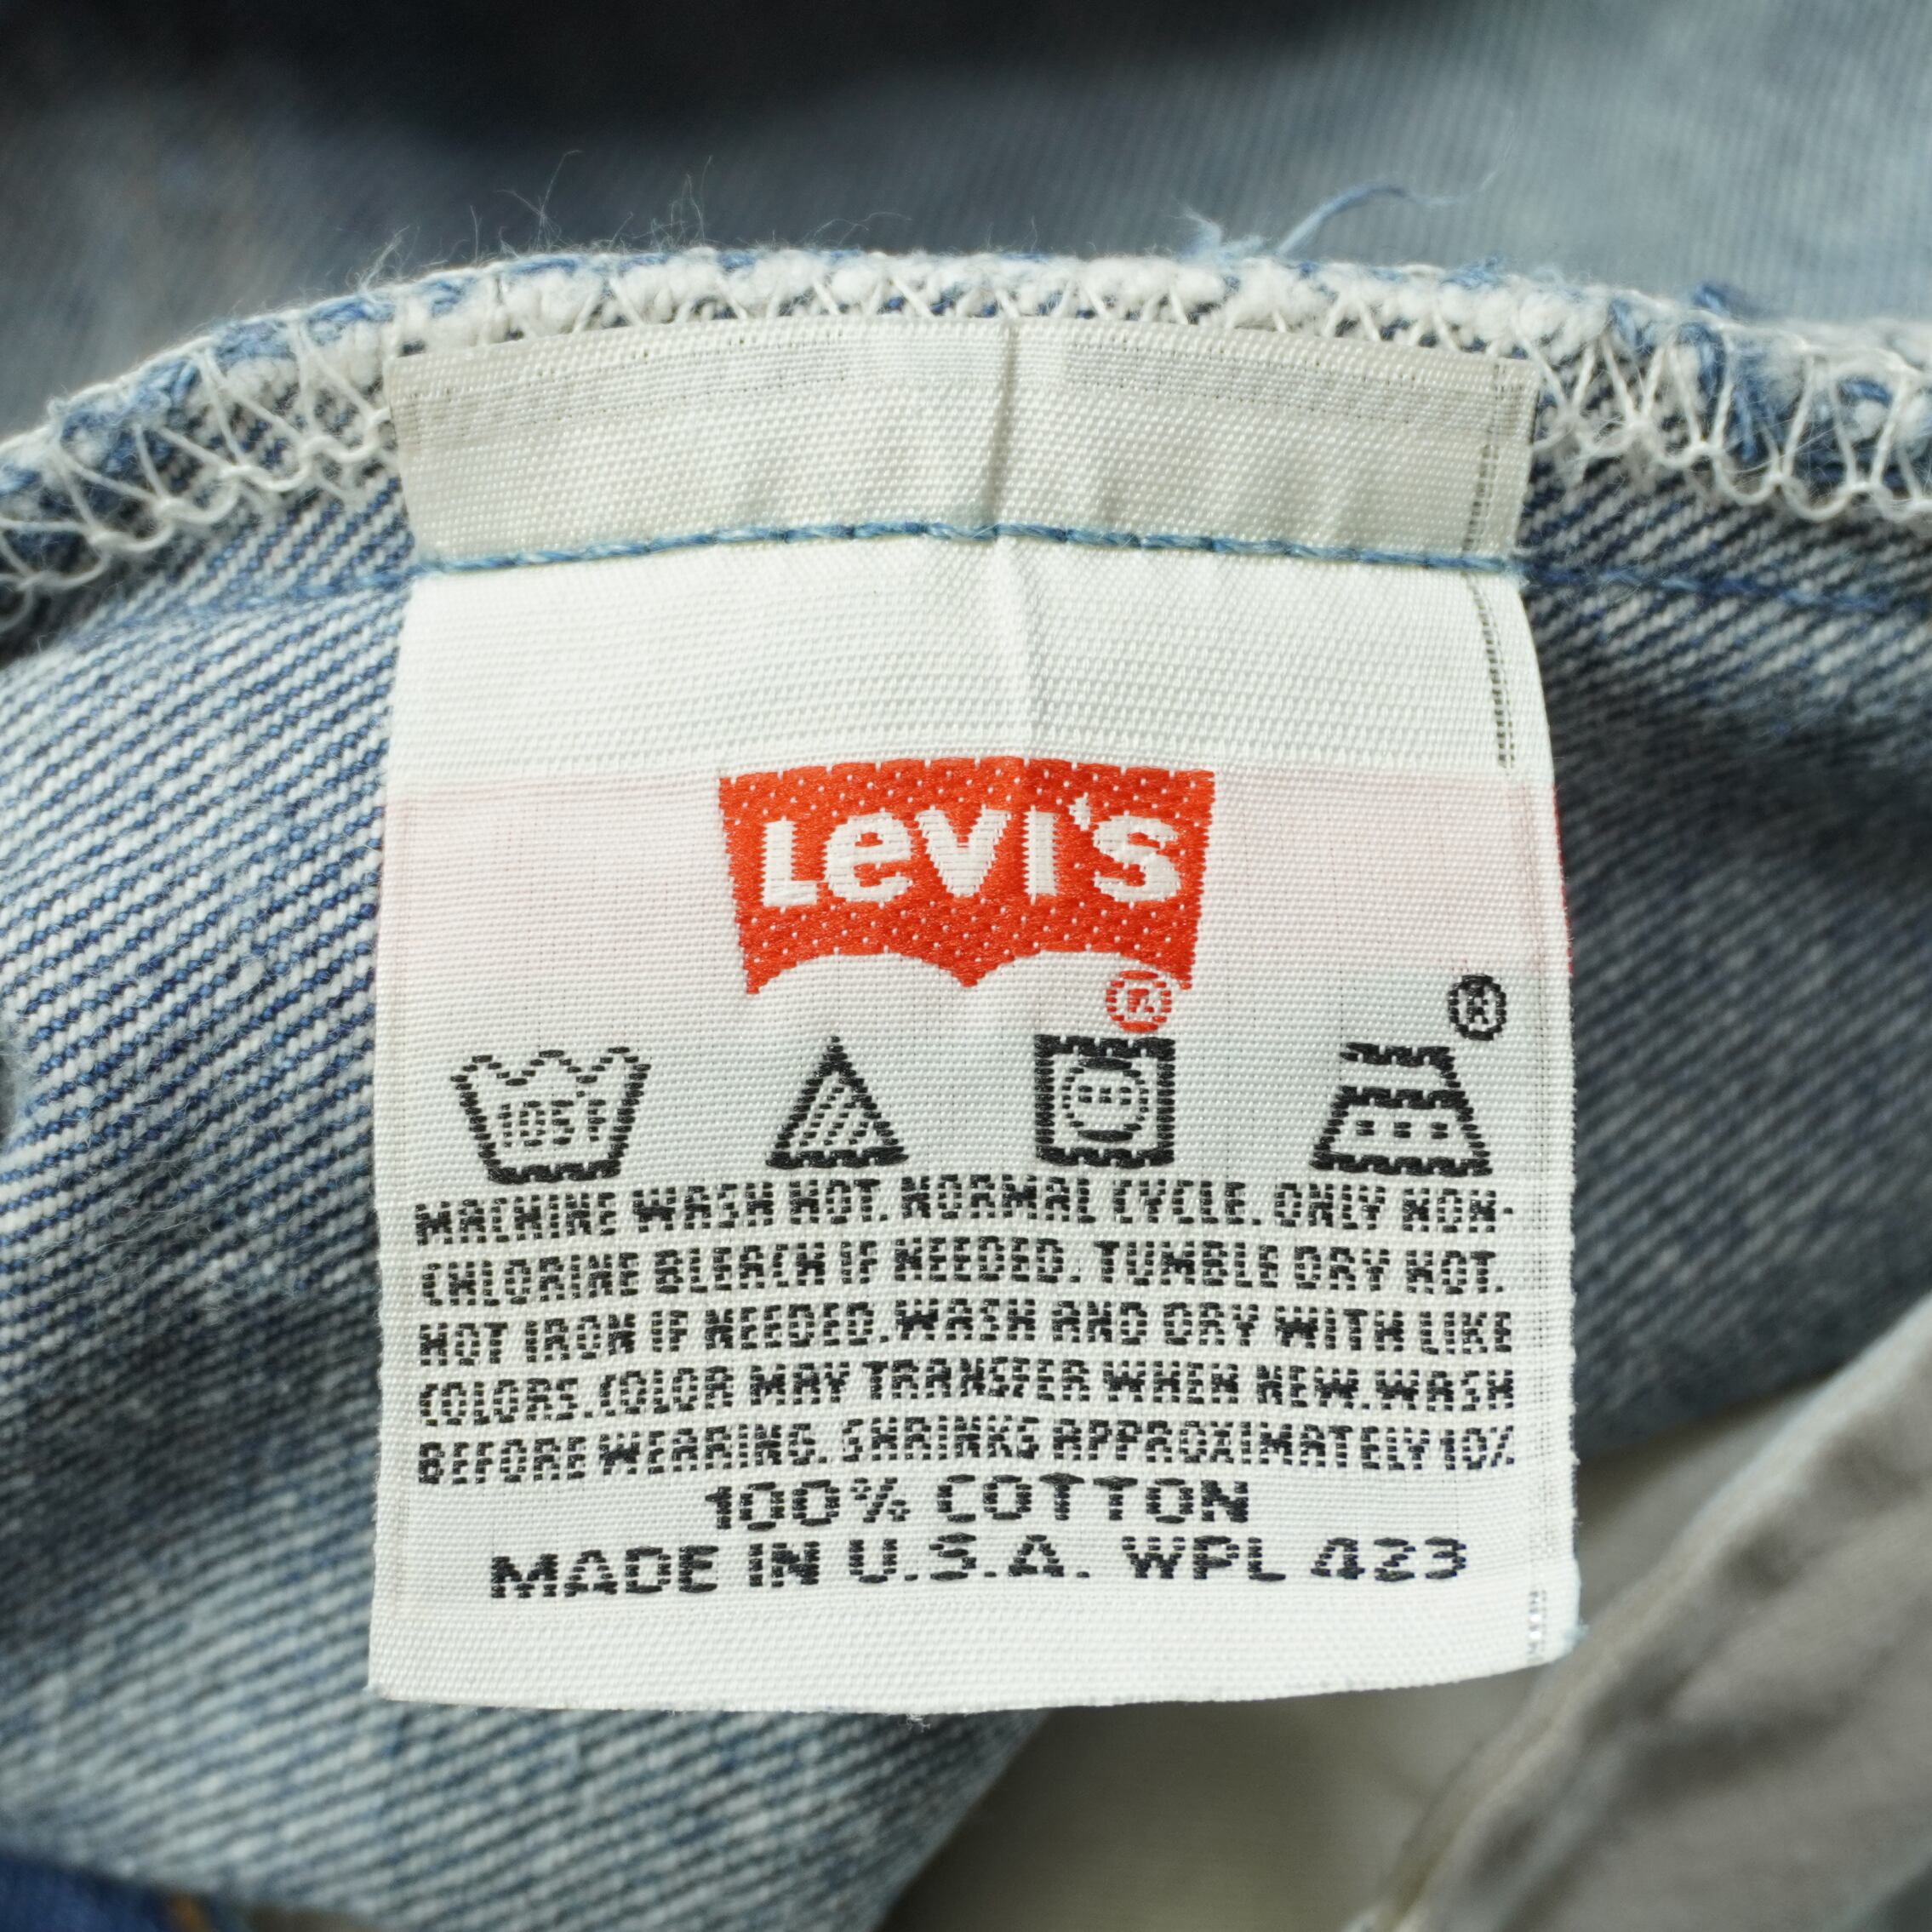 LEVI'S
®
®
105°F
MACHINE WASH HOT. NORMAL CYCLE. ONLY NON-
CHLORINE BLEACH IF NEEDED. TUMBLE DRY HOT.
HOT IRON IF NEEDED. WASH AND DRY WITH LIKE
COLORS. COLOR MAY TRANSFER WHEN NEW. WASH
BEFORE WEARING. SHRINKS APPROXIMATELY 10%
100% COTTON
MADE IN U.S.A. WPL 423